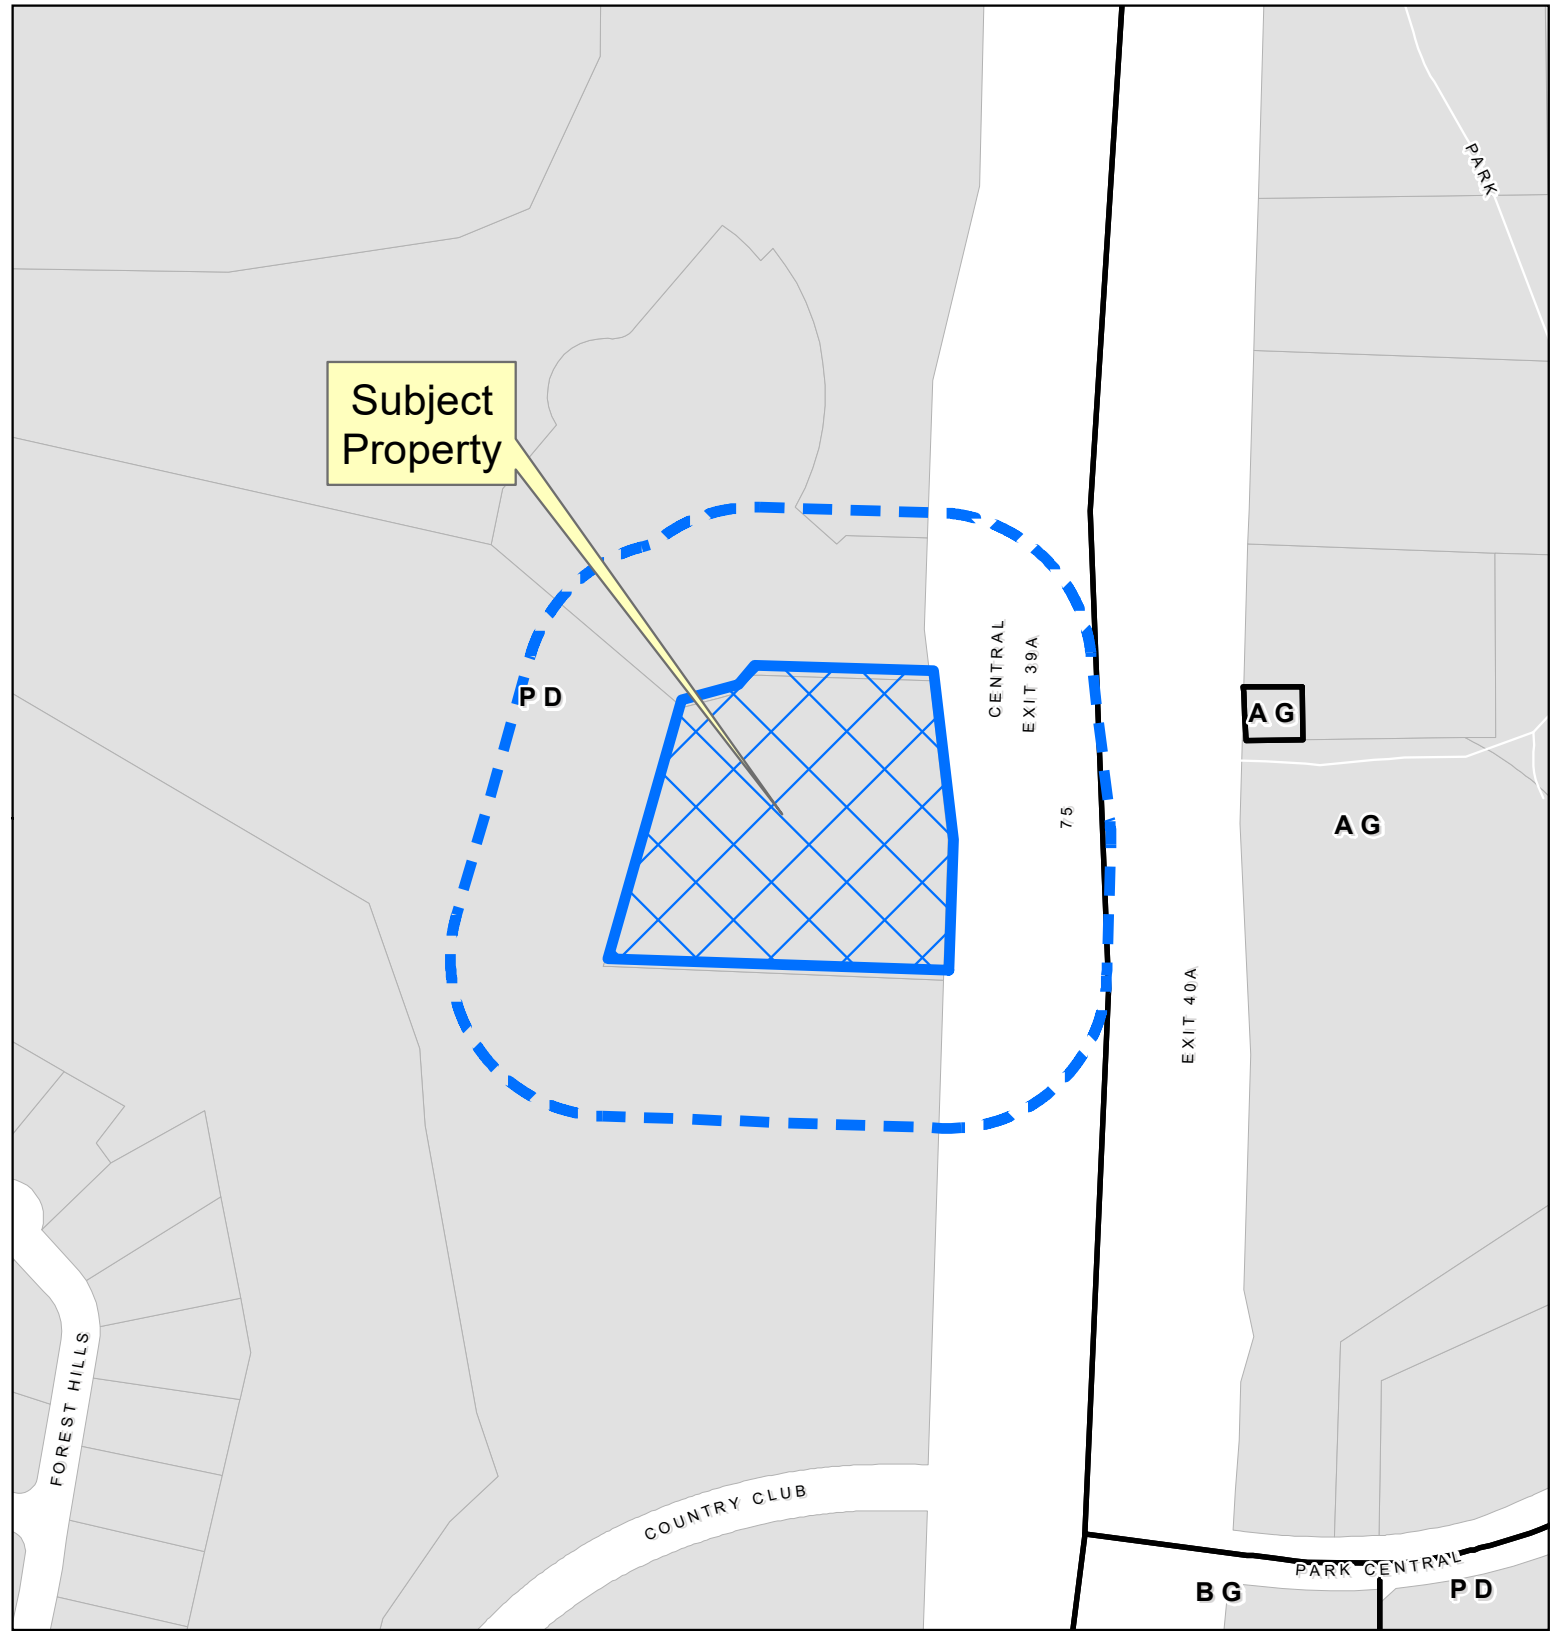 PARK
Subject
Property
CENTRAL
EXIT 39A
PD
AG
75
AG
EXIT 40A
FOREST HILLS
COUNTRY CLUB
PARK CENTRAL
BG
PD